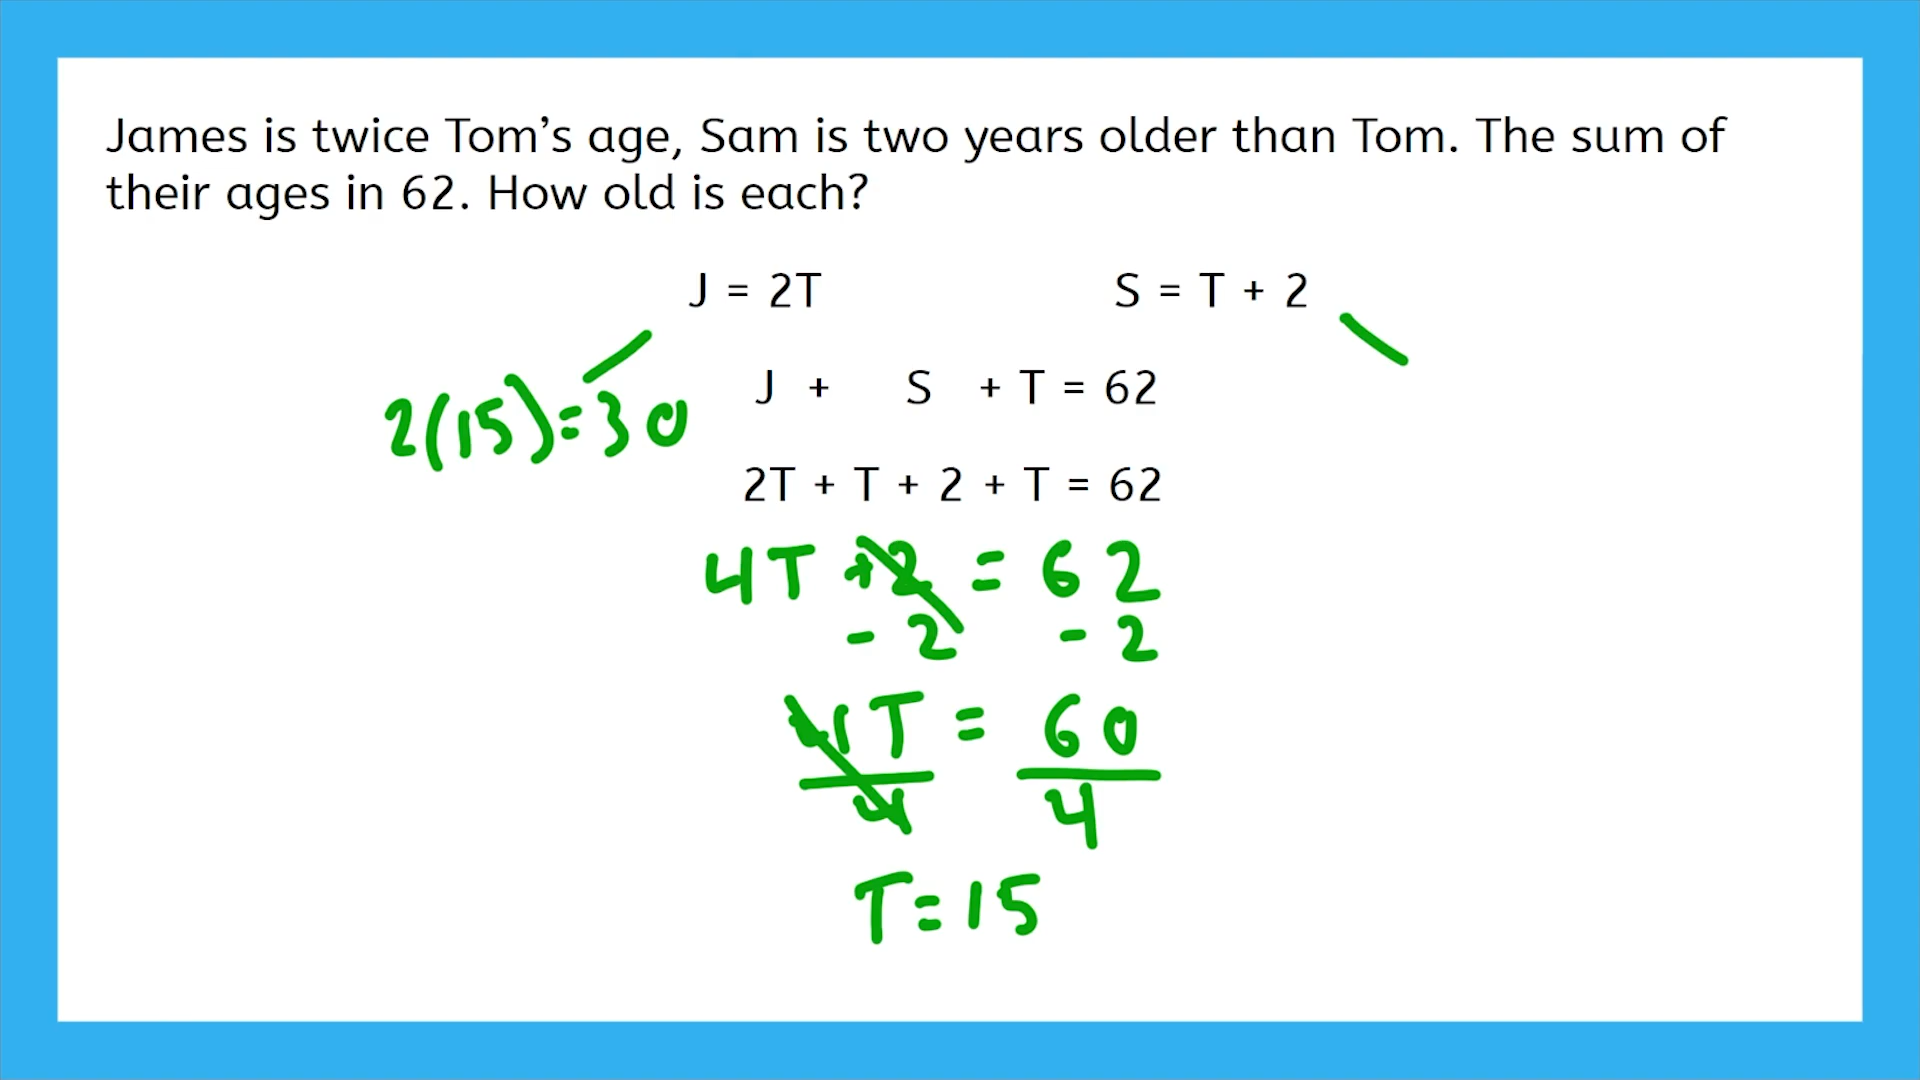 James is twice Tom’s age, Sam is two years older than Tom. The sum of
their ages in 62. How old is each?
J = 2T
S = T + 2
2(15)=30
J + S + T = 62
2T + T + 2 + T = 62
4T +2 = 62
- 2 - 2
4T = 60
4 4
T=15